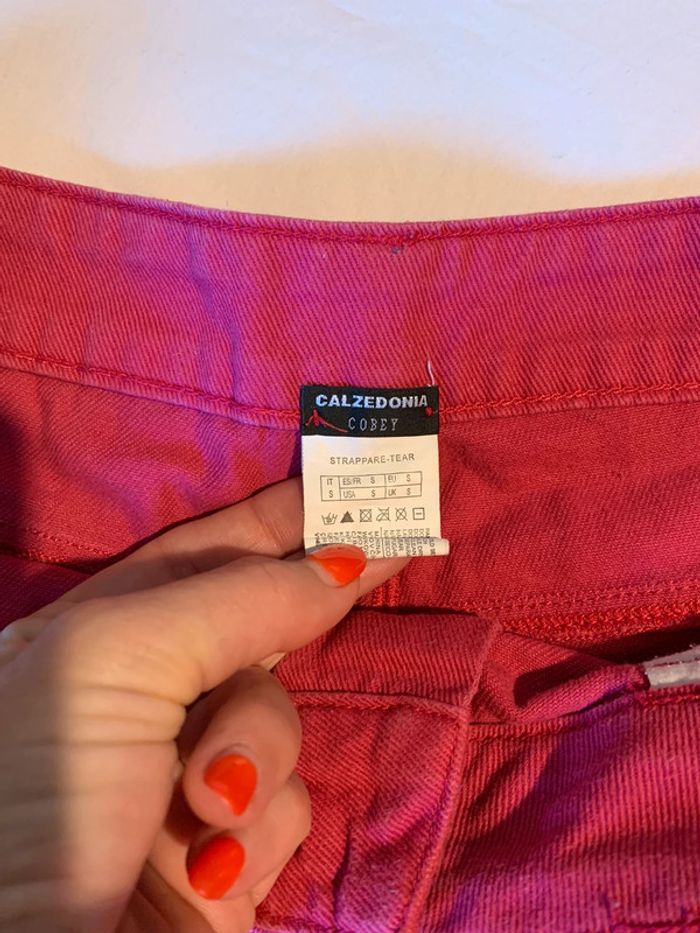 CALZEDONIA
COBEY
STRAPPARE-TEAR
IT ES/FR S EU S
S USA S UK S